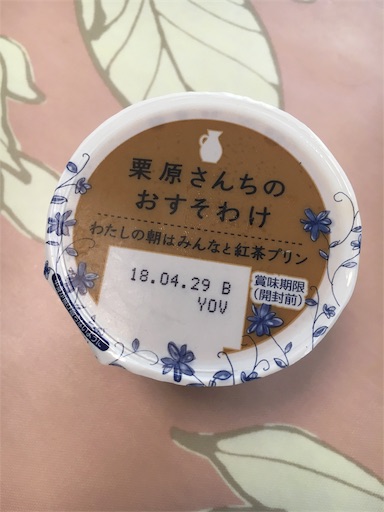 栗原さんちの
おすそわけ
わたしの朝はみんなと紅茶プリン
18.04.29 B
YOV
賞味期限
(開封前)